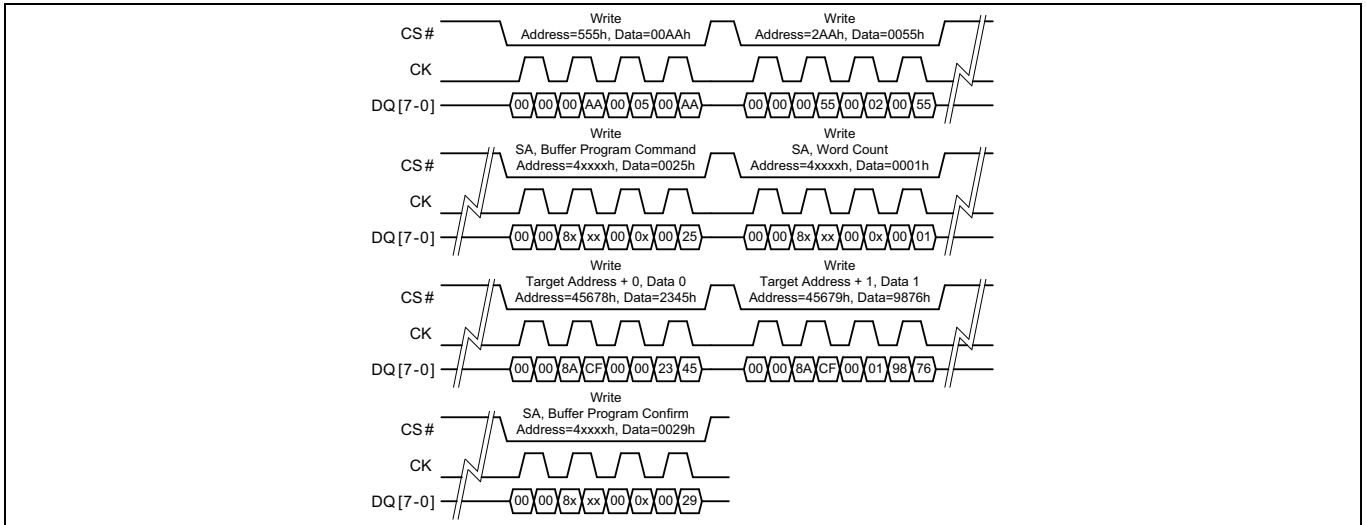 Write
Address=555h, Data=00AAh
Write
Address=2AAh, Data=0055h
CS#
CK
DQ[7-0]
00 00 00 AA 00 05 00 AA
00 00 00 55 00 02 00 55
Write
SA, Buffer Program Command
Address=4xxxxh, Data=0025h
Write
SA, Word Count
Address=4xxxxh, Data=0001h
CS#
CK
DQ[7-0]
00 00 8x xx 00 0x 00 25
00 00 8x xx 00 0x 00 01
Write
Target Address + 0, Data 0
Address=45678h, Data=2345h
Write
Target Address + 1, Data 1
Address=45679h, Data=9876h
CS#
CK
DQ[7-0]
00 00 8A CF 00 00 23 45
00 00 8A CF 00 01 98 76
Write
SA, Buffer Program Confirm
Address=4xxxxh, Data=0029h
CS#
CK
DQ[7-0]
00 00 8x xx 00 0x 00 29